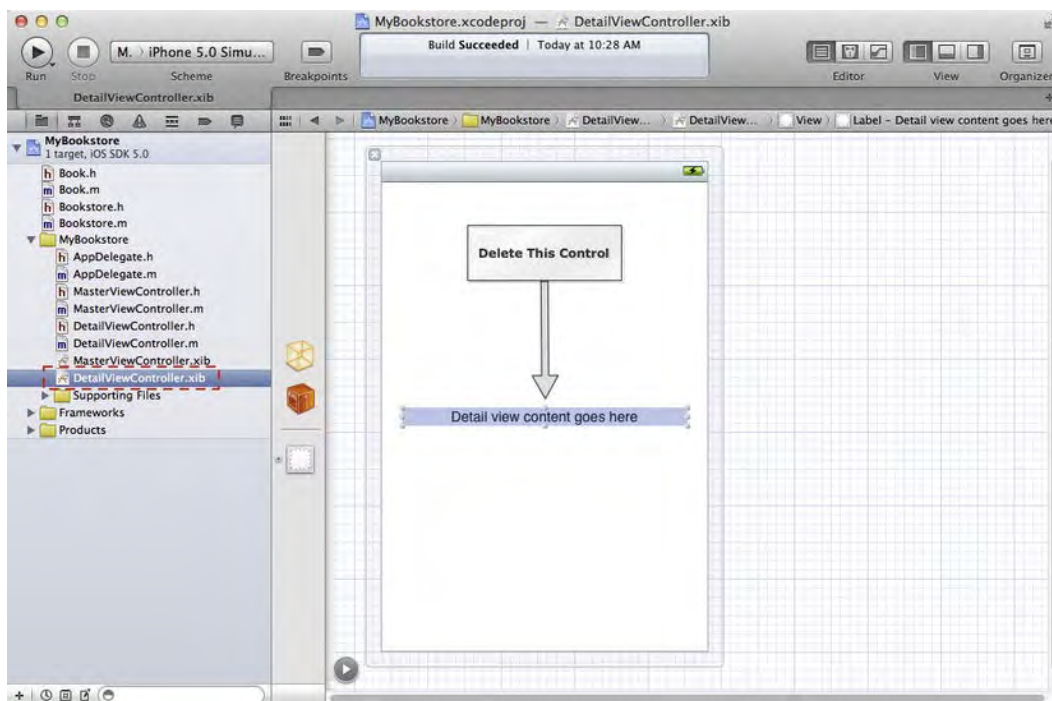 MyBookstore.xcodeproj — DetailViewController.xib
M. › iPhone 5.0 Simu...
Build Succeeded | Today at 10:28 AM
Run Stop Scheme Breakpoints Editor View Organizer
DetailViewController.xib
MyBookstore › MyBookstore › DetailView... › DetailView... › View › Label – Detail view content goes here
MyBookstore
1 target, iOS SDK 5.0
h Book.h
m Book.m
h Bookstore.h
m Bookstore.m
MyBookstore
h AppDelegate.h
m AppDelegate.m
h MasterViewController.h
m MasterViewController.m
h DetailViewController.h
m DetailViewController.m
MasterViewController.xib
DetailViewController.xib
Supporting Files
Frameworks
Products
Delete This Control
Detail view content goes here